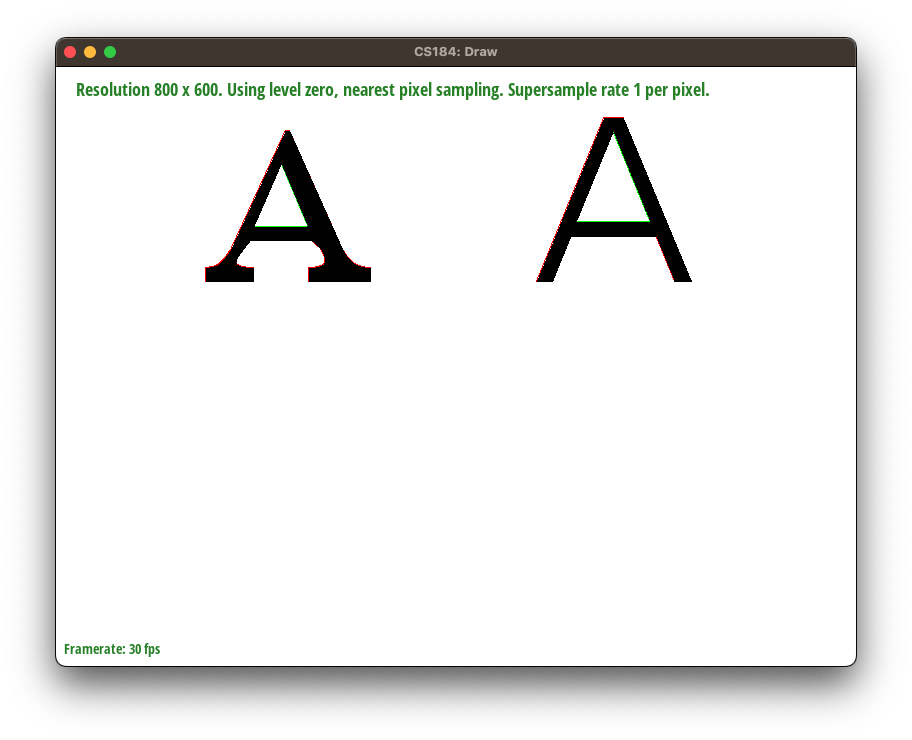 CS184: Draw
Resolution 800 x 600. Using level zero, nearest pixel sampling. Supersample rate 1 per pixel.
A A
Framerate: 30 fps